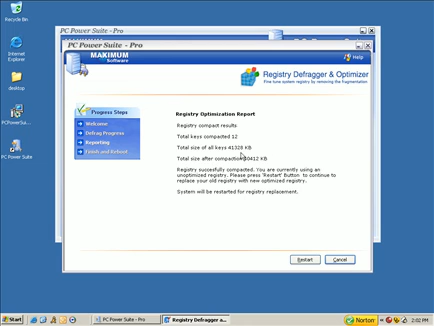 Recycle Bin
Internet
Explorer
desktop
PCPowerSui...
PC Power Suite
PC Power Suite - Pro
PC Power Suite - Pro
MAXIMUM
Software
Help
Registry Defragger & Optimizer
Fine tune system registry by removing the fragmentation
Progress Steps
Welcome
Defrag Progress
Reporting
Finish and Reboot
Registry Optimization Report
Registry compact results
Total keys compacted 12
Total size of all keys 41328 KB
Total size after compaction 40412 KB
Registry succesfully compacted. You are currently using an
unoptimized registry. Please press 'Restart' Button to continue to
replace your old registry with new optimized registry.
System will be restarted for registry replacement.
Restart
Cancel
Start
PC Power Suite - Pro
Registry Defragger a...
Norton
2:02 PM